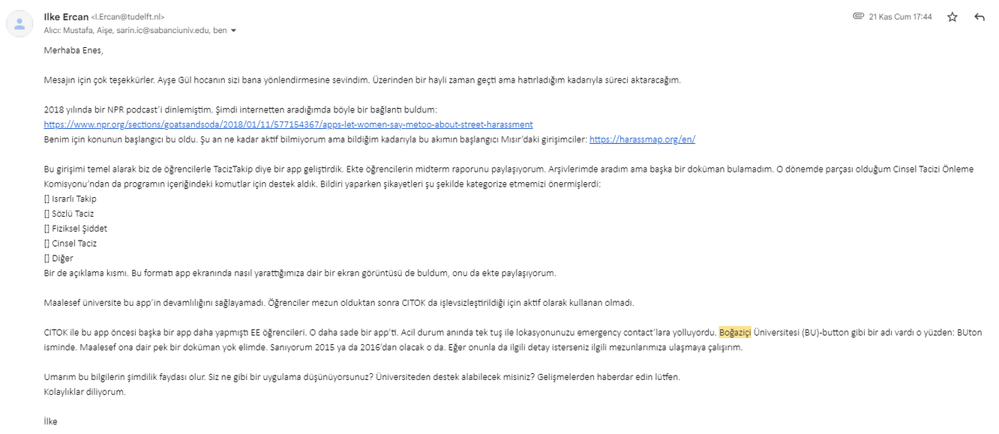 Ilke Ercan <I.Ercan@tudelft.nl>
21 Kas Cum 17:44
Alıcı: Mustafa, Aişe, sarin.ic@sabanciuniv.edu, ben
Merhaba Enes,
Mesajın için çok teşekkürler. Ayşe Gül hocanın sizi bana yönlendirmesine sevindim. Üzerinden bir hayli zaman geçti ama hatırladığım kadarıyla süreci aktaracağım.
2018 yılında bir NPR podcast'i dinlemiştim. Şimdi internetten aradığımda böyle bir bağlantı buldum:
https://www.npr.org/sections/goatsandsoda/2018/01/11/577154367/apps-let-women-say-metoo-about-street-harassment
Benim için konunun başlangıcı bu oldu. Şu an ne kadar aktif bilmiyorum ama bildiğim kadarıyla bu akımın başlangıcı Mısır'daki girişimciler: https://harassmap.org/en/
Bu girişimi temel alarak biz de öğrencilerle TacizTakip diye bir app geliştirdik. Ekte öğrencilerin midterm raporunu paylaşıyorum. Arşivlerimde aradım ama başka bir doküman bulamadım. O dönemde parçası olduğum Cinsel Tacizi Önleme
Komisyonu'ndan da programın içeriğindeki komutlar için destek aldık. Bildiri yaparken şikayetleri şu şekilde kategorize etmemizi önermişlerdi:
[] Israrlı Takip
[] Sözlü Taciz
[] Fiziksel Şiddet
[] Cinsel Taciz
[] Diğer
Bir de açıklama kısmı. Bu formatı app ekranında nasıl yarattığımıza dair bir ekran görüntüsü de buldum, onu da ekte paylaşıyorum.
Maalesef üniversite bu app'in devamlılığını sağlayamadı. Öğrenciler mezun olduktan sonra CITOK da işlevsizleştirildiği için aktif olarak kullanan olmadı.
CITOK ile bu app öncesi başka bir app daha yapmıştı EE öğrencileri. O daha sade bir app'ti. Acil durum anında tek tuş ile lokasyonunuzu emergency contact'lara yolluyordu. Boğaziçi Üniversitesi (BU)-button gibi bir adı vardı o yüzden: BUton
isminde. Maalesef ona dair pek bir doküman yok elimde. Sanıyorum 2015 ya da 2016'dan olacak o da. Eğer onunla da ilgili detay isterseniz ilgili mezunlarımıza ulaşmaya çalışırım.
Umarım bu bilgilerin şimdilik faydası olur. Siz ne gibi bir uygulama düşünüyorsunuz? Üniversiteden destek alabilecek misiniz? Gelişmelerden haberdar edin lütfen.
Kolaylıklar diliyorum.
İlke